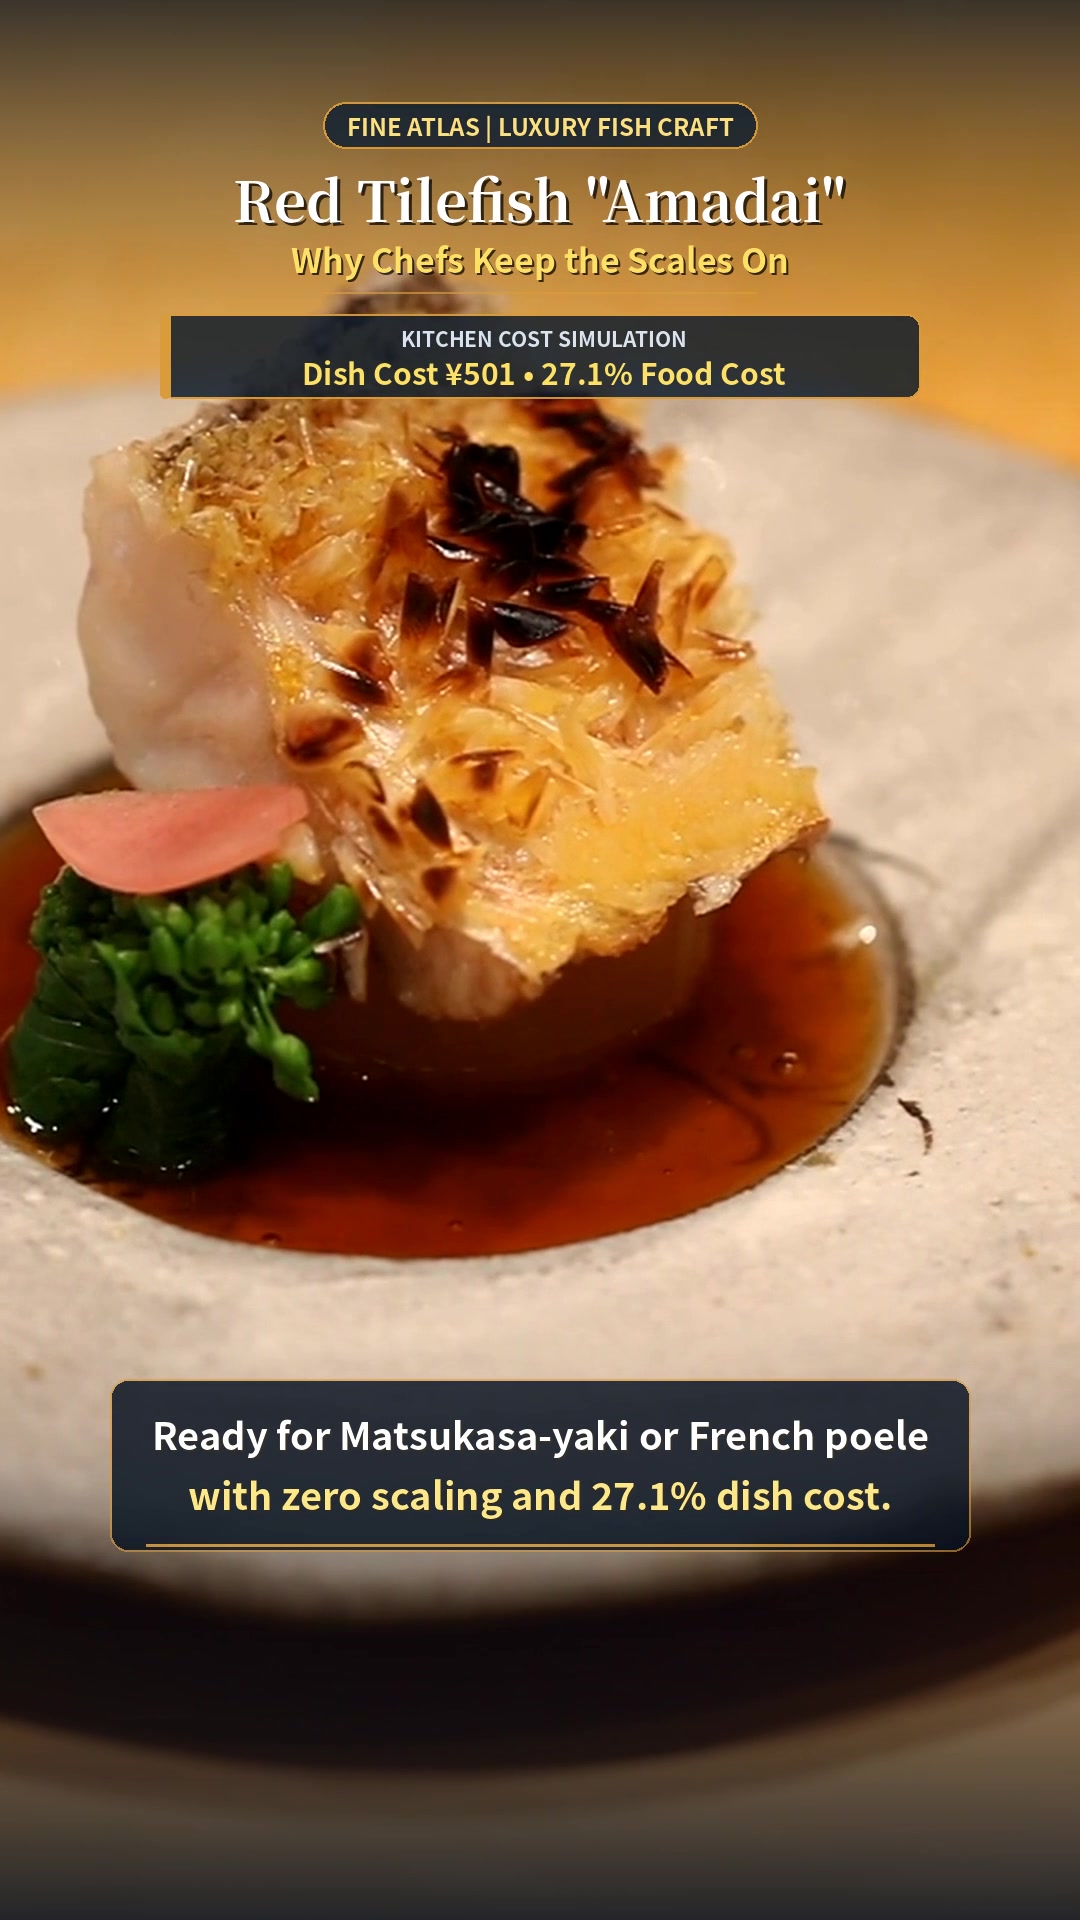 FINE ATLAS | LUXURY FISH CRAFT
Red Tilefish "Amadai"
Why Chefs Keep the Scales On
KITCHEN COST SIMULATION
Dish Cost ¥501 • 27.1% Food Cost
Ready for Matsukasa-yaki or French poele
with zero scaling and 27.1% dish cost.